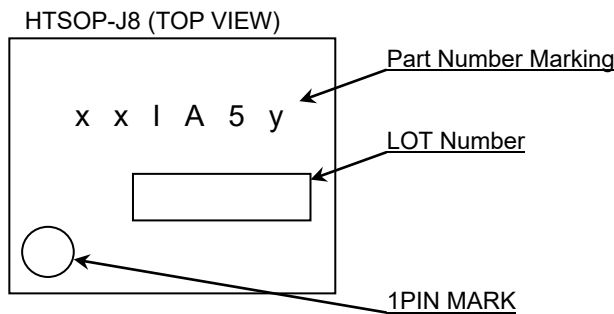 HTSOP-J8 (TOP VIEW)
Part Number Marking
x x I A 5 y
LOT Number
1PIN MARK